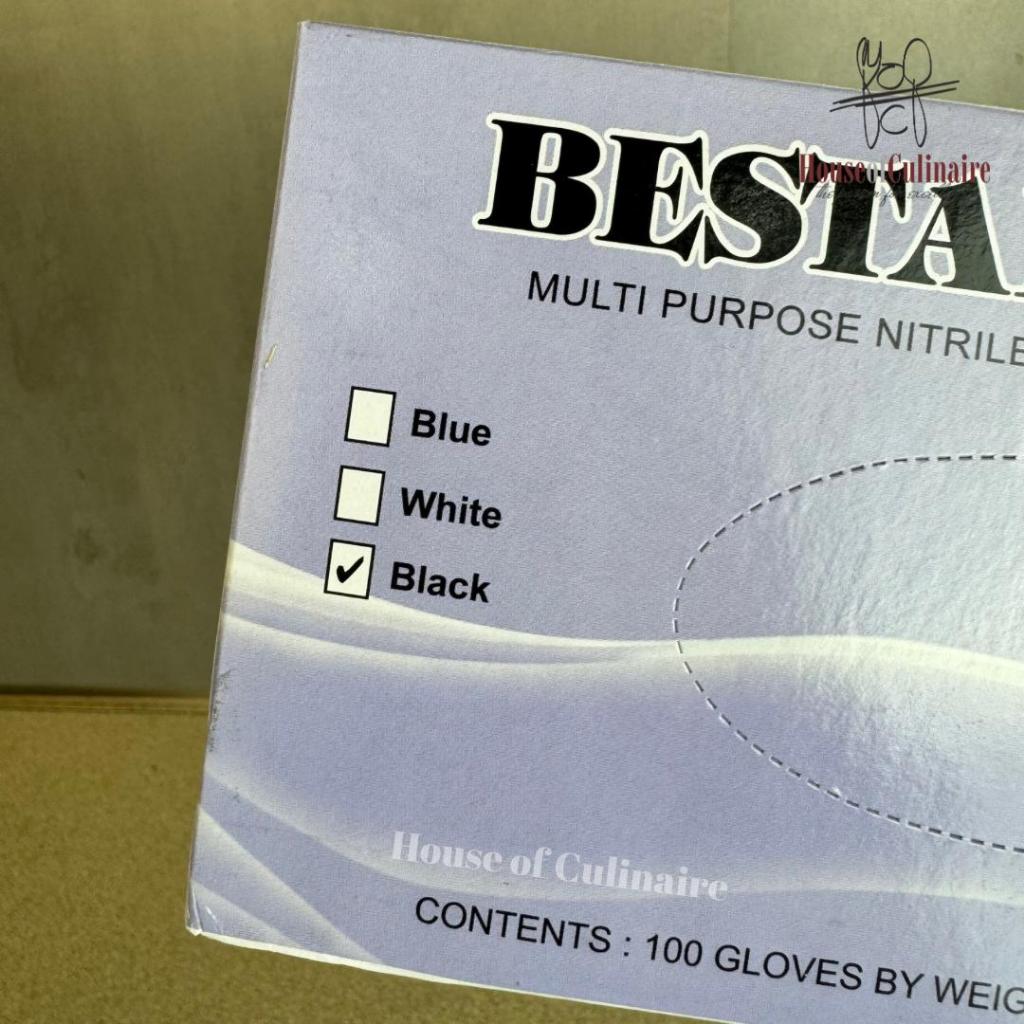 House of Culinaire
BESTA
MULTI PURPOSE NITRILE
Blue
White
✔ Black
House of Culinaire
CONTENTS : 100 GLOVES BY WEIG